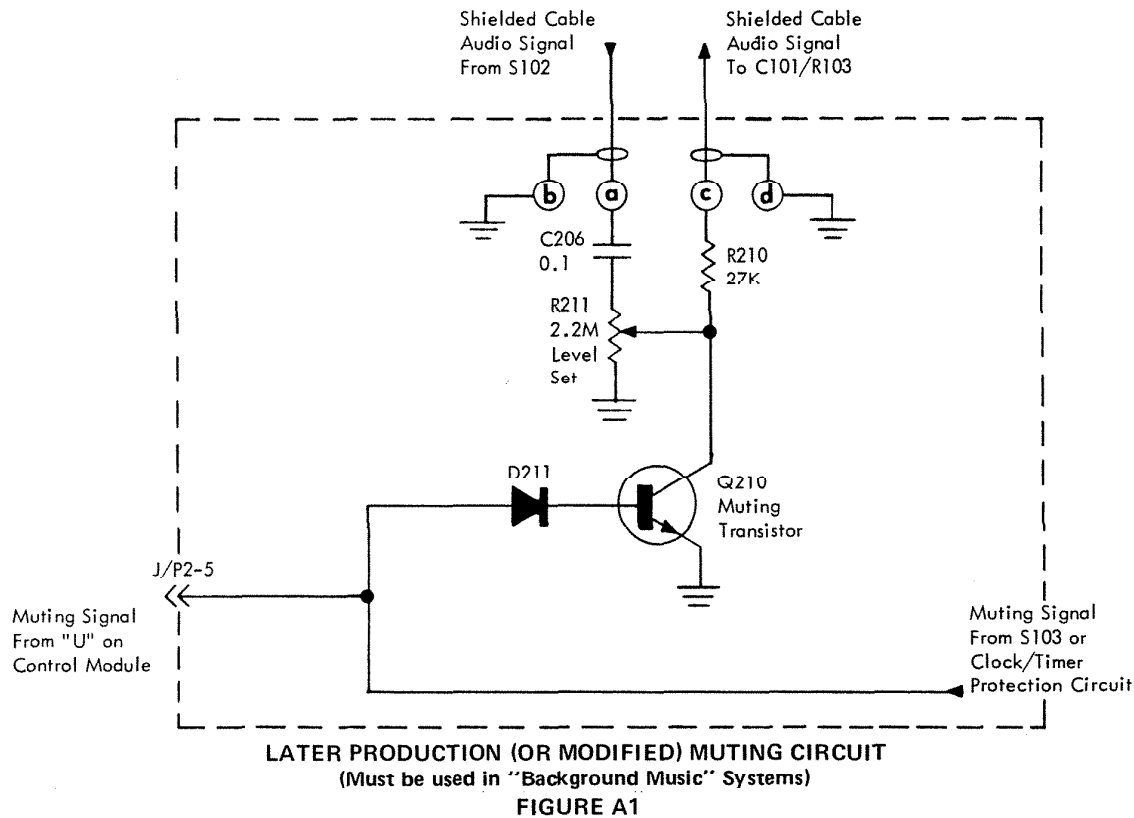 Shielded Cable
Audio Signal
From S102
Shielded Cable
Audio Signal
To C101/R103
b
a
c
d
C206
0.1
R210
27K
R211
2.2M
Level
Set
D211
Q210
Muting
Transistor
J/P2-5
Muting Signal
From "U" on
Control Module
Muting Signal
From S103 or
Clock/Timer
Protection Circuit
LATER PRODUCTION (OR MODIFIED) MUTING CIRCUIT
(Must be used in "Background Music" Systems)
FIGURE A1